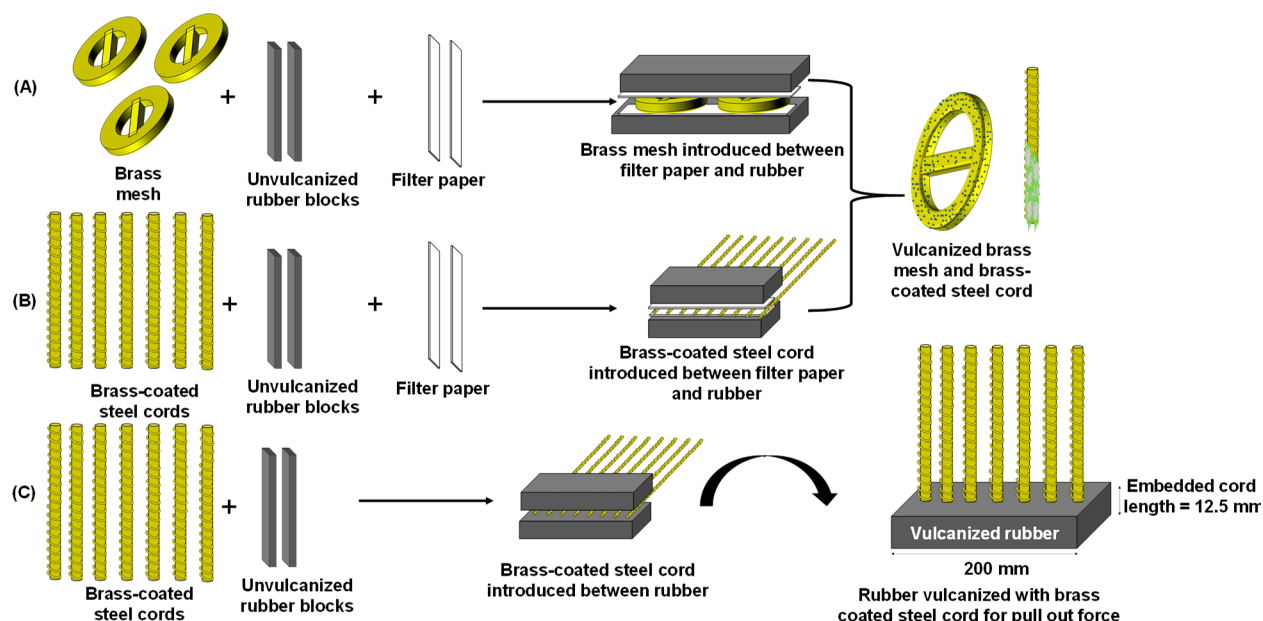 (A)
+
+
Brass
mesh
Unvulcanized
rubber blocks
Filter paper
Brass mesh introduced between
filter paper and rubber
Vulcanized brass
mesh and brass-
coated steel cord
(B)
+
+
Brass-coated
steel cords
Unvulcanized
rubber blocks
Filter paper
Brass-coated steel cord
introduced between filter paper
and rubber
(C)
+
Brass-coated
steel cords
Unvulcanized
rubber blocks
Brass-coated steel cord
introduced between rubber
Embedded cord
length = 12.5 mm
Vulcanized rubber
200 mm
Rubber vulcanized with brass
coated steel cord for pull out force